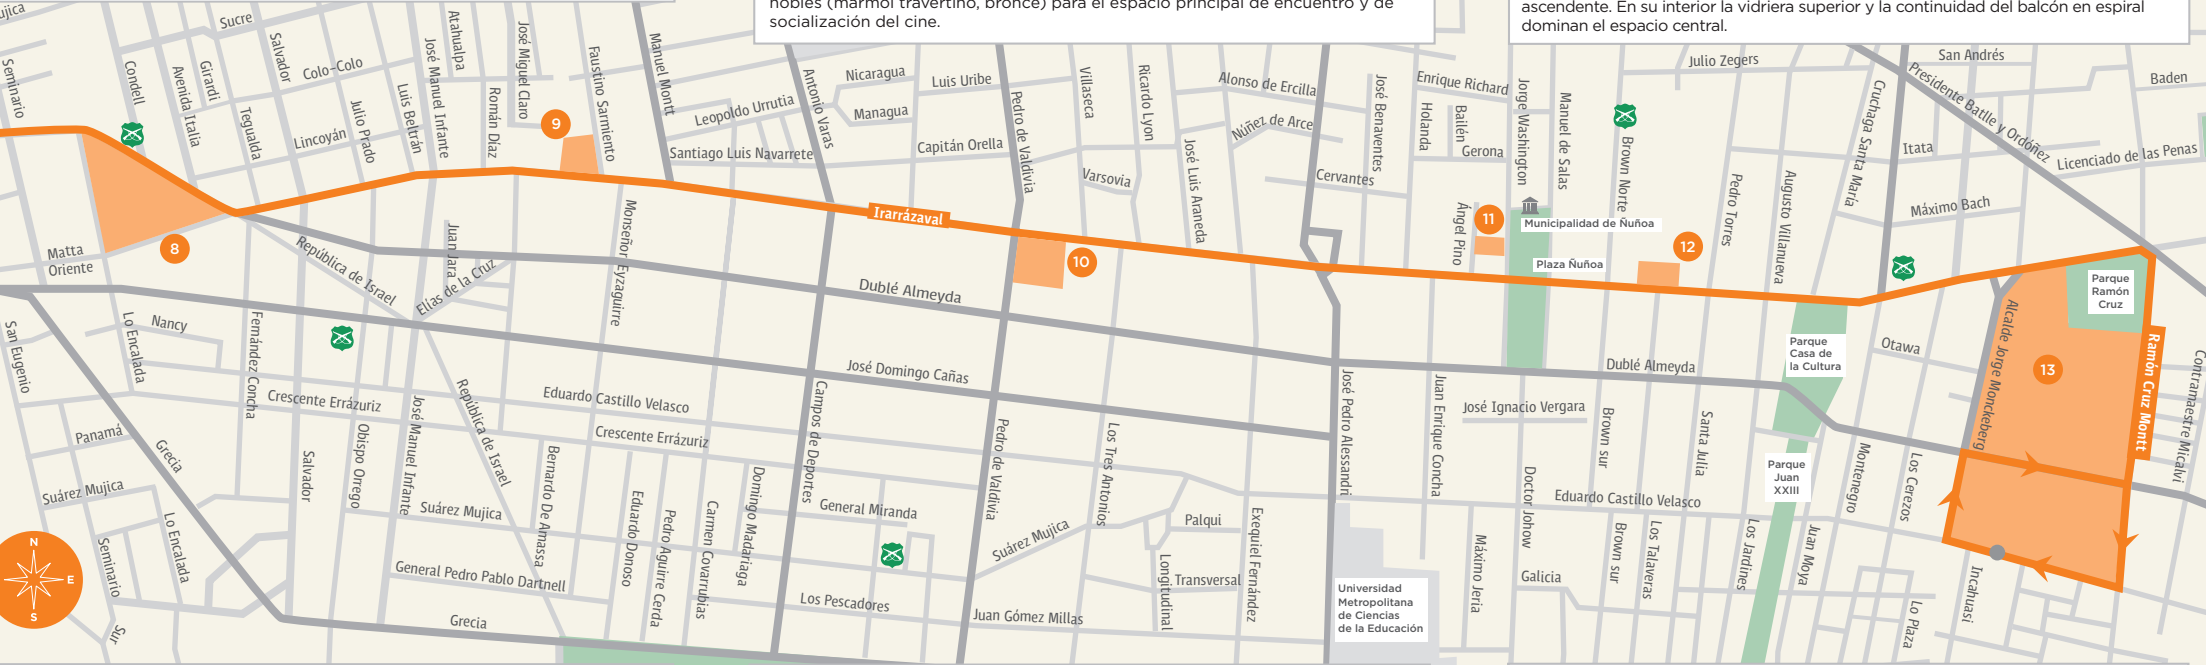 nobles (mármol travertino, bronce) para el espacio principal de encuentro y de
socialización del cine.
ascendente. En su interior la vidriera superior y la continuidad del balcón en espiral
dominan el espacio central.
Mujica
Sucre
Seminario
Condell
Avenida Italia
Girardi
Tegualda
Salvador
Colo-Colo
Lincoyán
Julio Prado
Luis Beltrán
José Manuel Infante
Atahualpa
Román Díaz
José Miguel Claro
9
Faustino Sarmiento
Manuel Montt
Leopoldo Urrutia
Santiago Luis Navarrete
Antonio Varas
Nicaragua
Managua
Luis Uribe
Capitán Orella
Pedro de Valdivia
Villaseca
Varsovia
Ricardo Lyon
José Luis Araneda
Alonso de Ercilla
Núñez de Arce
Cervantes
José Benaventes
Enrique Richard
Holanda
Bailén
Gerona
Jorge Washington
Manuel de Salas
Ángel Pino
11
Municipalidad de Ñuñoa
Plaza Ñuñoa
Brown Norte
12
Julio Zegers
Pedro Torres
Augusto Villanueva
Cruchaga Santa María
San Andrés
Presidente Batlle y Ordóñez
Baden
Itata
Licenciado de las Penas
Máximo Bach
Irarrázaval
8
Matta
Oriente
República de Israel
Juan Jara
Elías de la Cruz
Monseñor Eyzaguirre
Dublé Almeyda
10
Parque
Ramón
Cruz
Alcalde Jorge Monckeberg
13
Ramón Cruz Montt
Contramaestre Micalvi
Parque
Casa de
la Cultura
Otawa
Dublé Almeyda
San Eugenio
Lo Encalada
Nancy
Fernández Concha
Crescente Errázuriz
Panamá
Grecia
Suárez Mujica
Salvador
Obispo Orrego
José Manuel Infante
República de Israel
José Domingo Cañas
Eduardo Castillo Velasco
Crescente Errázuriz
Campos de Deportes
Pedro de Valdivia
Los Tres Antonios
José Pedro Alessandri
Juan Enrique Concha
José Ignacio Vergara
Brown sur
Santa Julia
Parque
Juan
XXIII
Montenegro
Los Cerezos
Eduardo Castillo Velasco
Doctor Johow
Seminario
Lo Encalada
Sur
Suárez Mujica
Bernardo De Amassa
Eduardo Donoso
Pedro Aguirre Cerda
Carmen Covarrubias
Domingo Madariaga
General Miranda
General Pedro Pablo Dartnell
Los Pescadores
Grecia
Suárez Mujica
Palqui
Longitudinal
Transversal
Juan Gómez Millas
Exequiel Fernández
Universidad
Metropolitana
de Ciencias
de la Educación
Máximo Jeria
Galicia
Brown sur
Los Talaveras
Los Jardines
Juan Moya
Lo Plaza
Incahuasi
N
E
S